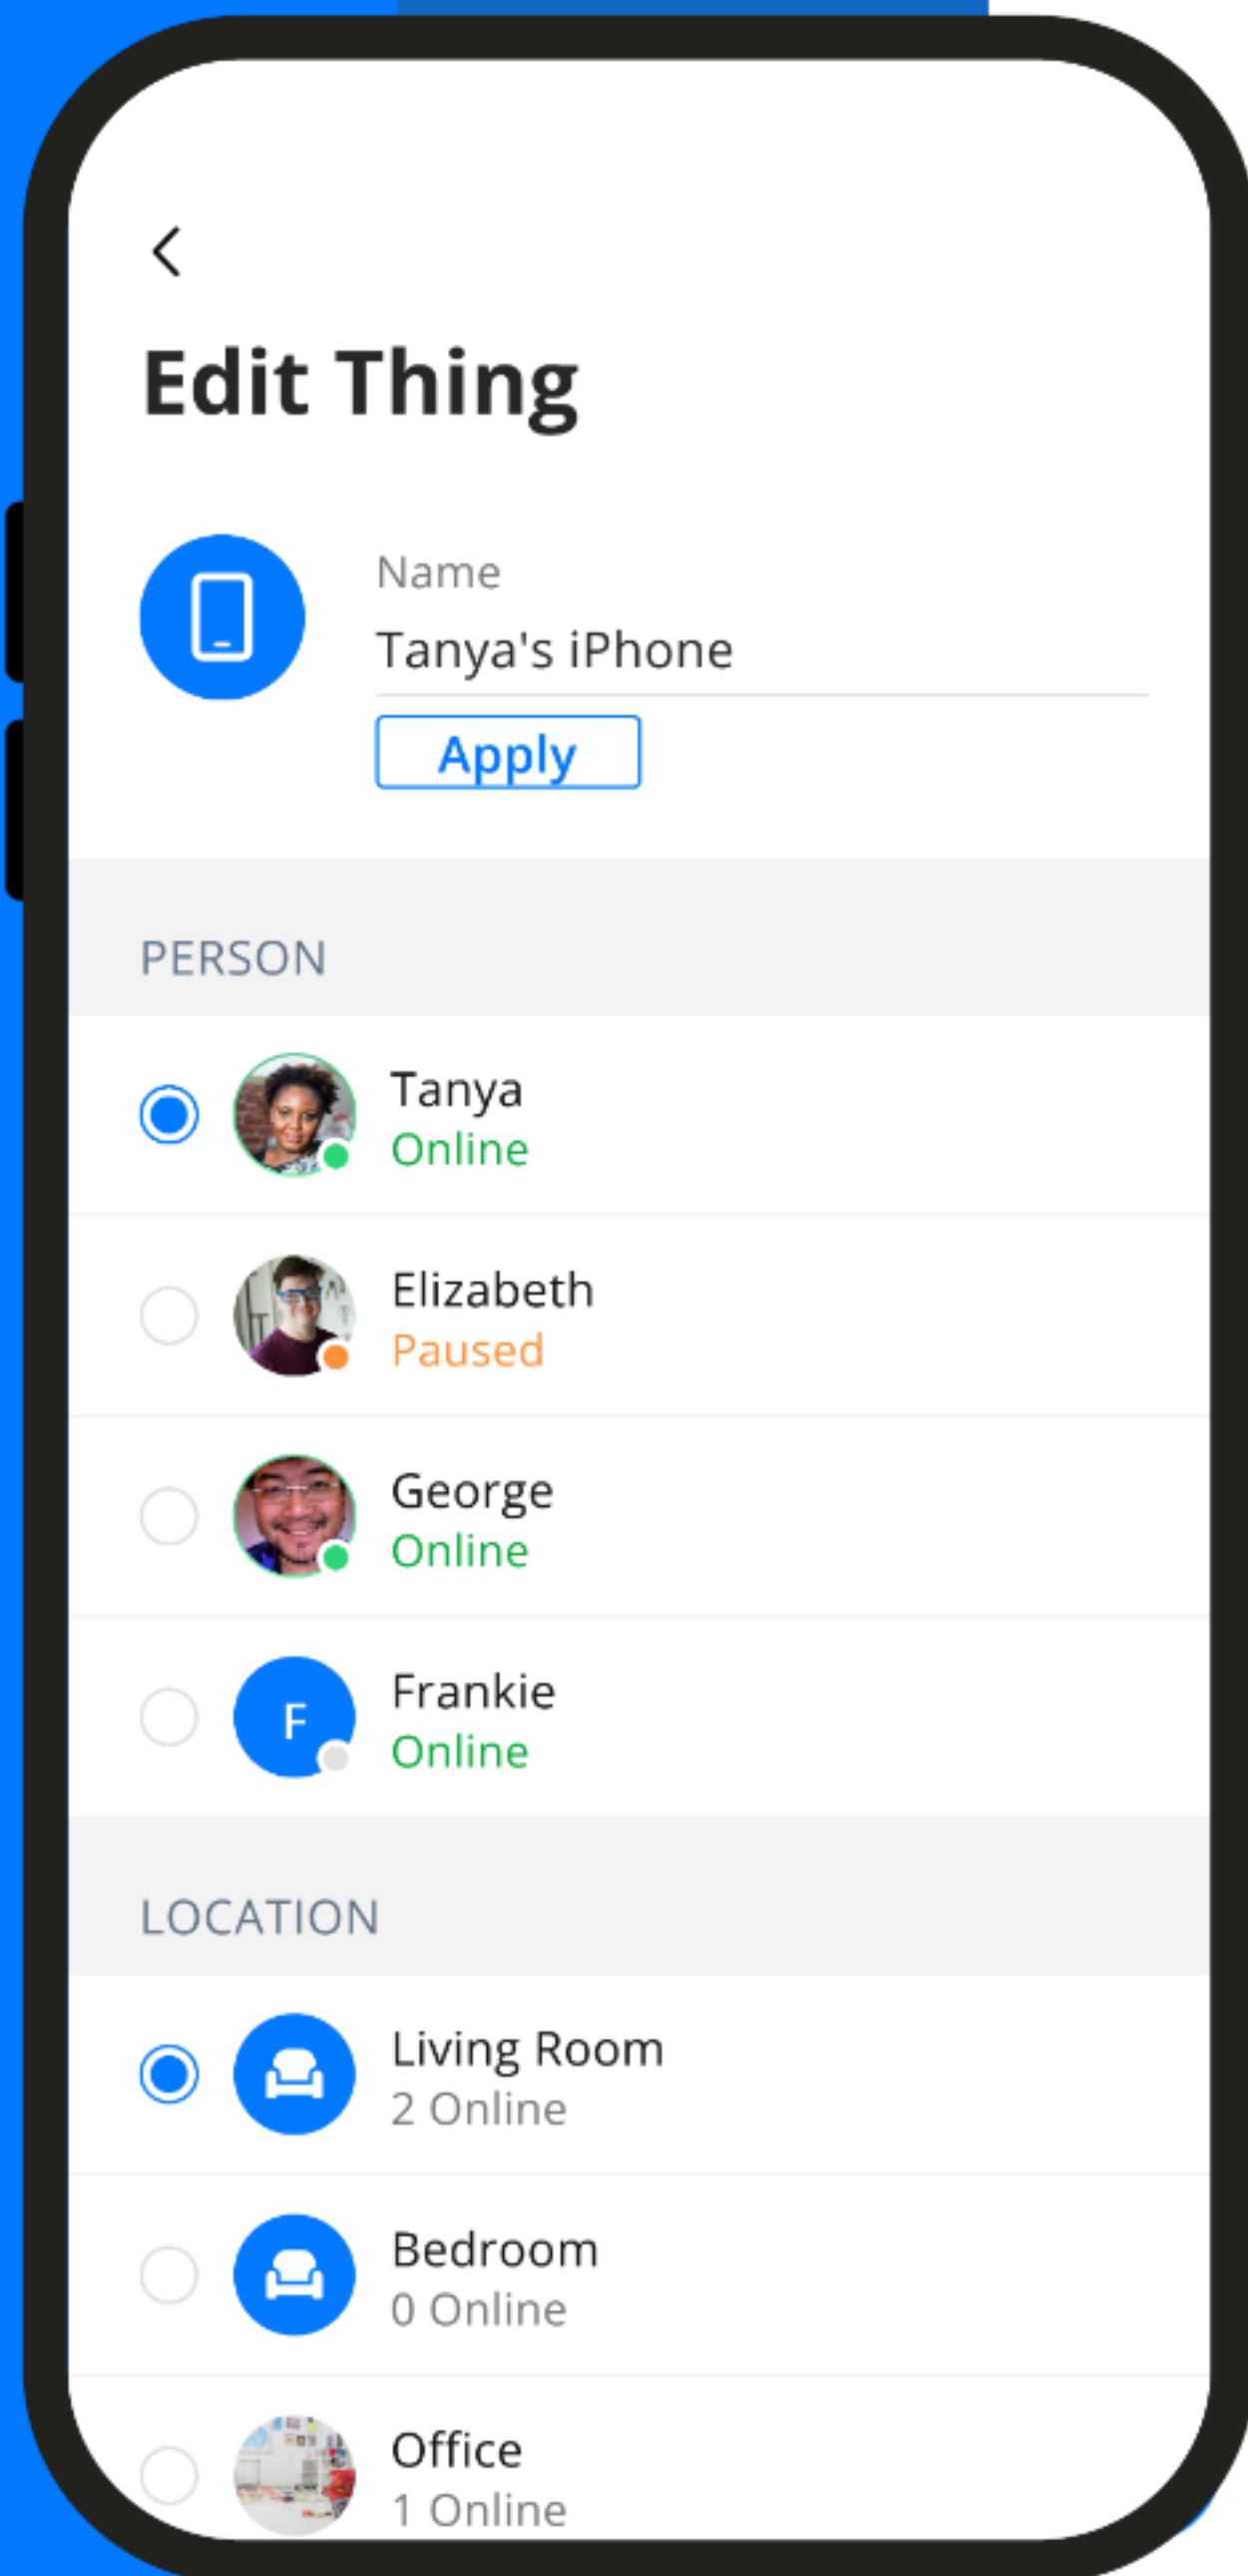 Edit Thing
Name
Tanya's iPhone
Apply
PERSON
Tanya
Online
Elizabeth
Paused
George
Online
F
Frankie
Online
LOCATION
Living Room
2 Online
Bedroom
0 Online
Office
1 Online